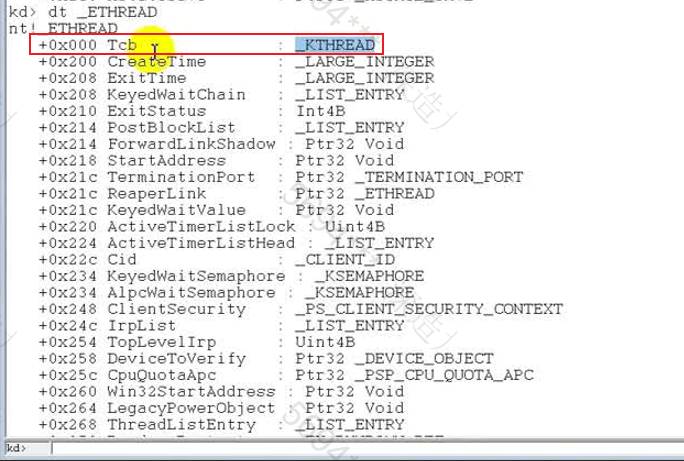 kd> dt _ETHREAD
nt!_ETHREAD
+0x000 Tcb : _KTHREAD
+0x200 CreateTime : _LARGE_INTEGER
+0x208 ExitTime : _LARGE_INTEGER
+0x208 KeyedWaitChain : _LIST_ENTRY
+0x210 ExitStatus : Int4B
+0x214 PostBlockList : _LIST_ENTRY
+0x214 ForwardLinkShadow : Ptr32 Void
+0x218 StartAddress : Ptr32 Void
+0x21c TerminationPort : Ptr32 _TERMINATION_PORT
+0x21c ReaperLink : Ptr32 _ETHREAD
+0x21c KeyedWaitValue : Ptr32 Void
+0x220 ActiveTimerListLock : Uint4B
+0x224 ActiveTimerListHead : _LIST_ENTRY
+0x22c Cid : _CLIENT_ID
+0x234 KeyedWaitSemaphore : _KSEMAPHORE
+0x234 AlpcWaitSemaphore : _KSEMAPHORE
+0x248 ClientSecurity : _PS_CLIENT_SECURITY_CONTEXT
+0x24c IrpList : _LIST_ENTRY
+0x254 TopLevelIrp : Uint4B
+0x258 DeviceToVerify : Ptr32 _DEVICE_OBJECT
+0x25c CpuQuotaApc : Ptr32 _PSP_CPU_QUOTA_APC
+0x260 Win32StartAddress : Ptr32 Void
+0x264 LegacyPowerObject : Ptr32 Void
+0x268 ThreadListEntry : _LIST_ENTRY
kd>